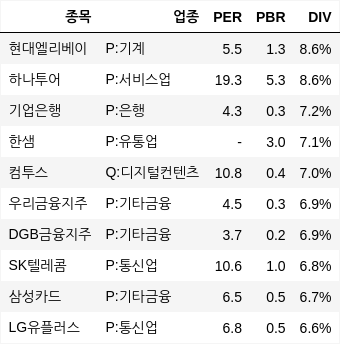 종목 업종 PER PBR DIV
현대엘리베이 P:기계 5.5 1.3 8.6%
하나투어 P:서비스업 19.3 5.3 8.6%
기업은행 P:은행 4.3 0.3 7.2%
한샘 P:유통업 - 3.0 7.1%
컴투스 Q:디지털컨텐츠 10.8 0.4 7.0%
우리금융지주 P:기타금융 4.5 0.3 6.9%
DGB금융지주 P:기타금융 3.7 0.2 6.9%
SK텔레콤 P:통신업 10.6 1.0 6.8%
삼성카드 P:기타금융 6.5 0.5 6.7%
LG유플러스 P:통신업 6.8 0.5 6.6%